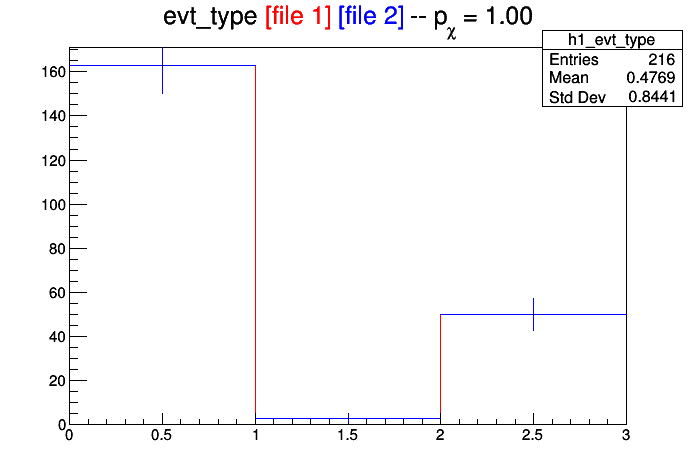 evt_type [file 1] [file 2] -- pχ = 1.00
h1_evt_type
Entries 216
Mean 0.4769
Std Dev 0.8441
160
140
120
100
80
60
40
20
0
0 0.5 1 1.5 2 2.5 3